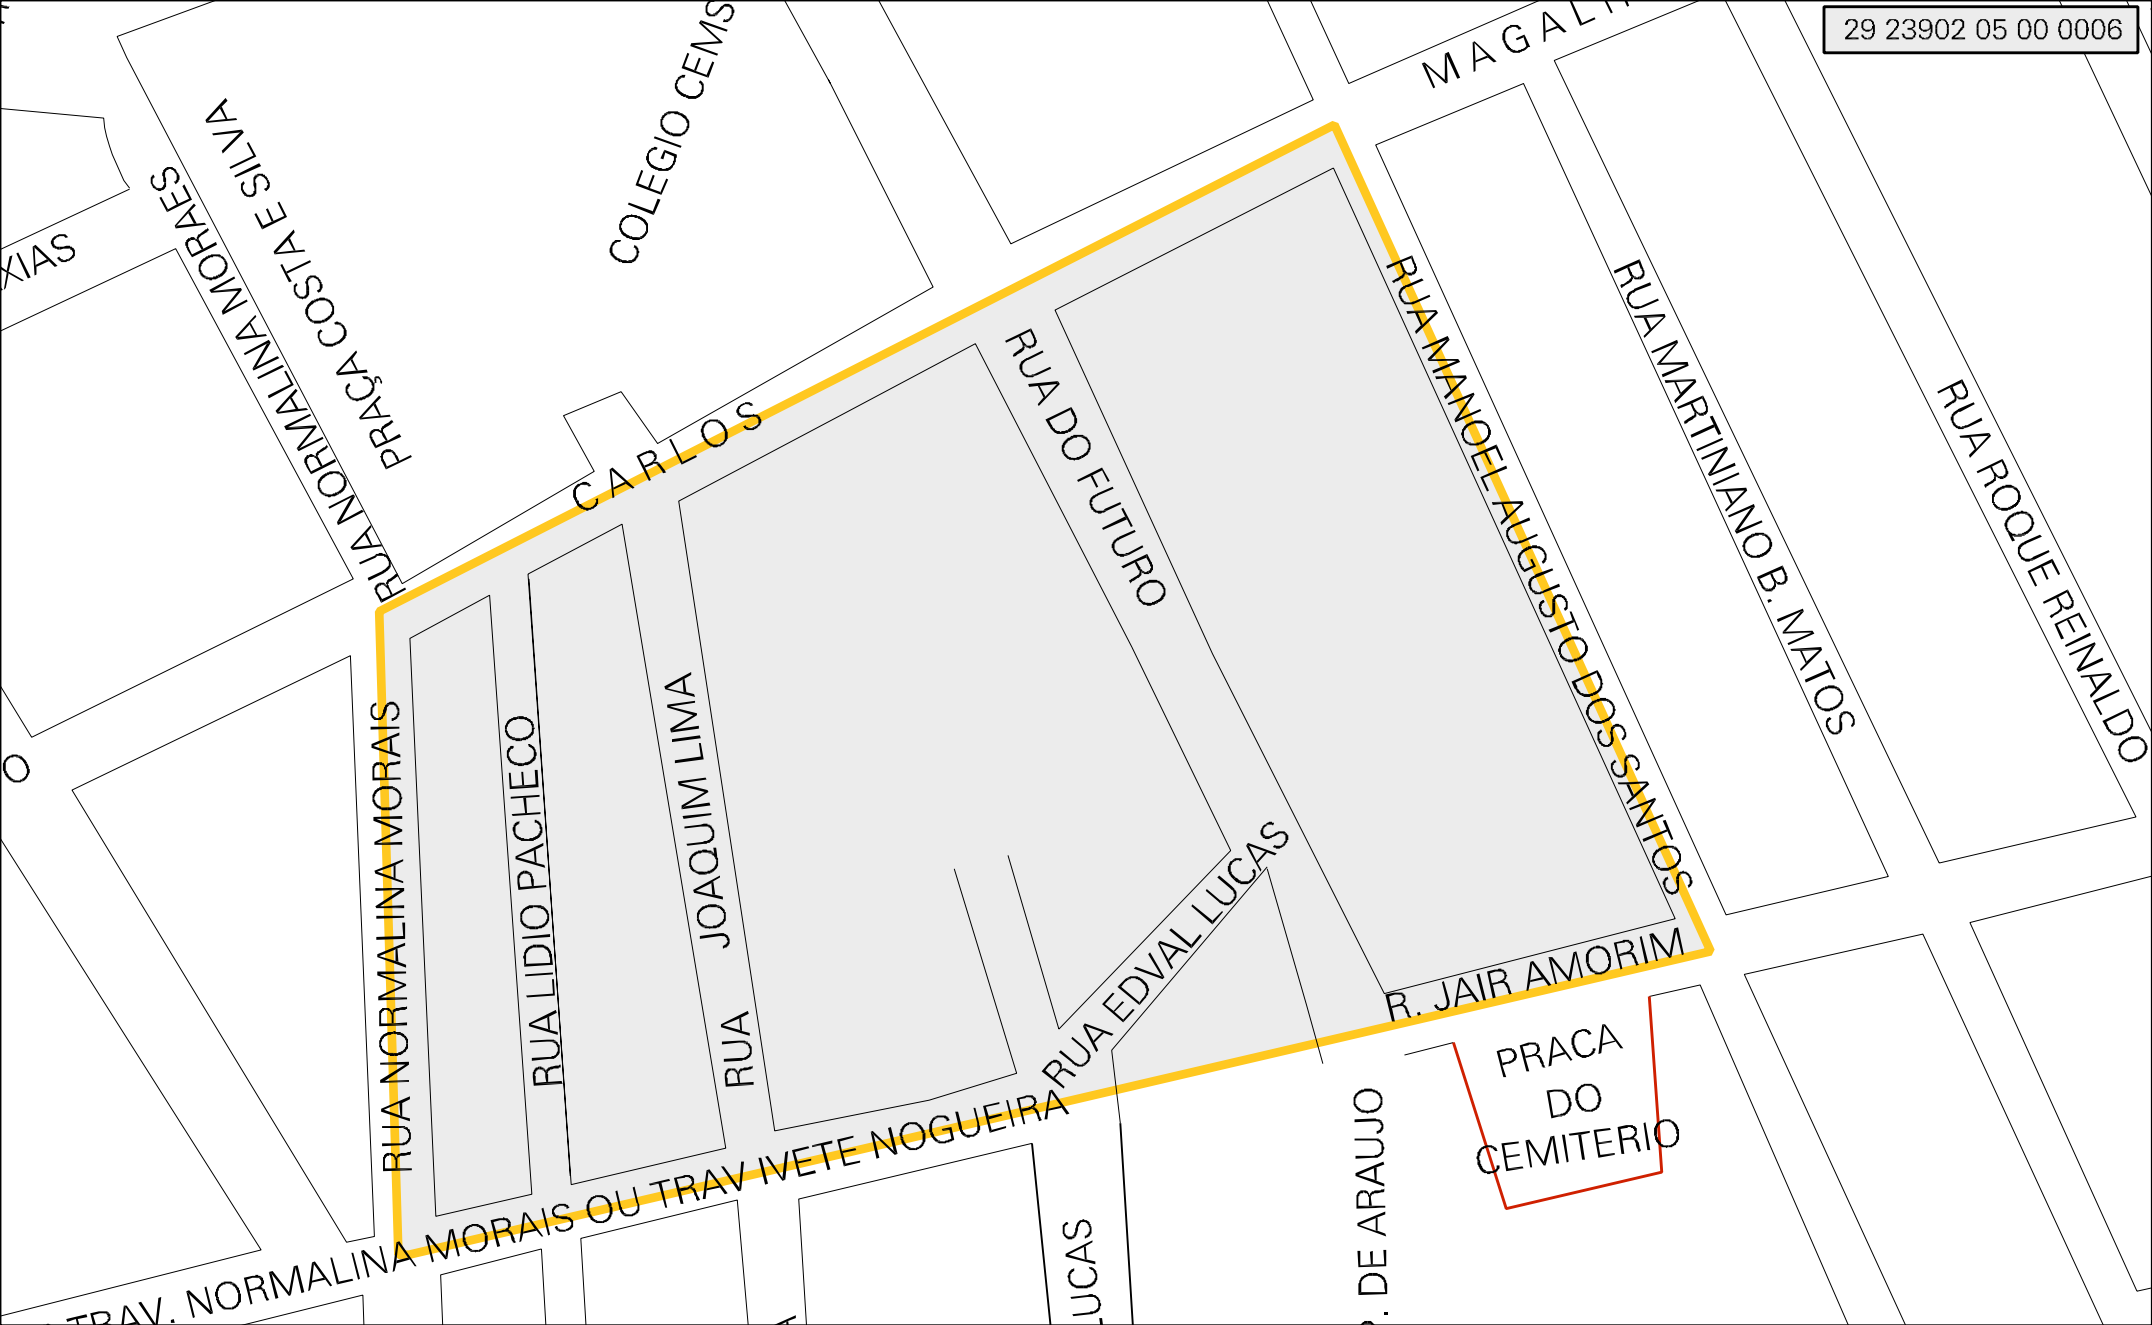 29 23902 05 00 0006
COLEGIO CEMS
PRAÇA COSTA E SILVA
RUA NORMALINA MORAES
XIAS
CARLOS
RUA DO FUTURO
RUA MANOEL AUGUSTO DOS SANTOS
RUA MARTINIANO B. MATOS
RUA ROQUE REINALDO
O
RUA NORMALINA MORAIS
RUA LIDIO PACHECO
RUA JOAQUIM LIMA
RUA EDVAL LUCAS
R. JAIR AMORIM
PRACA
DO
CEMITERIO
TRAV. NORMALINA MORAIS OU TRAV IVETE NOGUEIRA
LUCAS
. DE ARAUJO